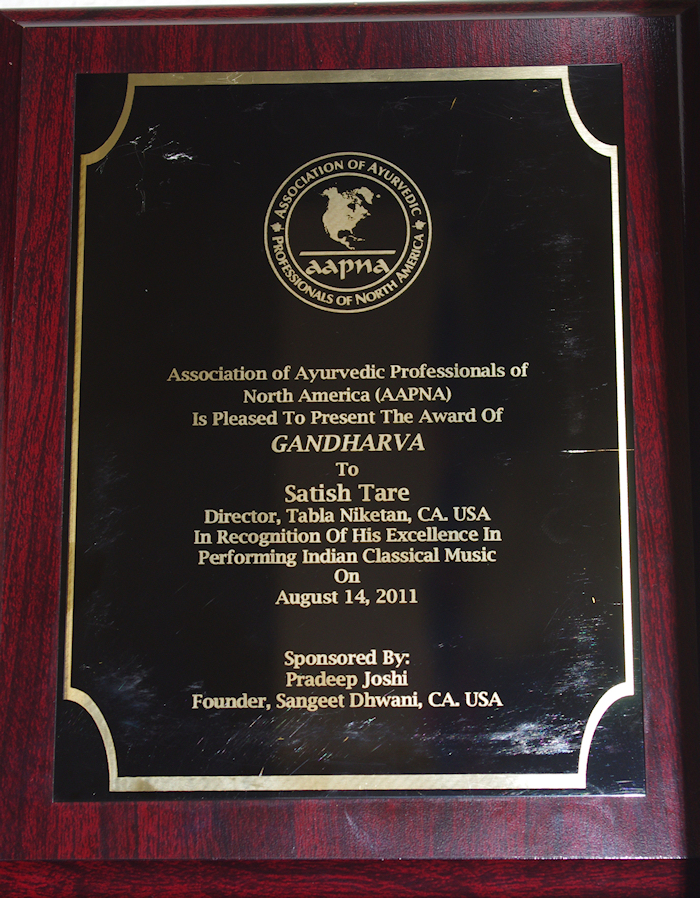 ASSOCIATION OF AYURVEDIC
PROFESSIONALS OF NORTH AMERICA
aapna
Association of Ayurvedic Professionals of
North America (AAPNA)
Is Pleased To Present The Award Of
GANDHARVA
To
Satish Tare
Director, Tabla Niketan, CA. USA
In Recognition Of His Excellence In
Performing Indian Classical Music
On
August 14, 2011
Sponsored By:
Pradeep Joshi
Founder, Sangeet Dhwani, CA. USA